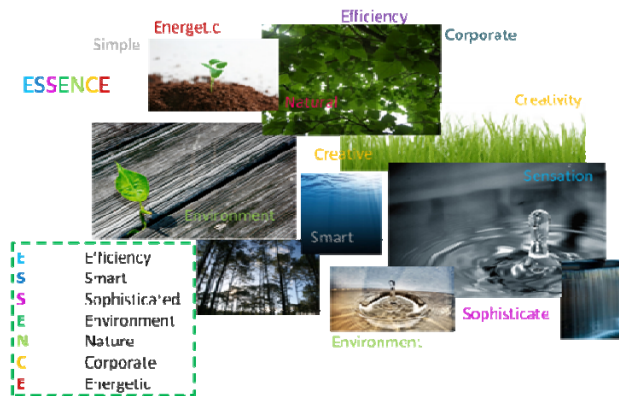 Efficiency
Energetic
Corporate
Simple
ESSENCE
Natural
Creativity
Creative
Sensation
Environment
Smart
E Efficiency
S Smart
S Sophisticated
E Environment
N Nature
C Corporate
E Energetic
Sophisticate
Environment